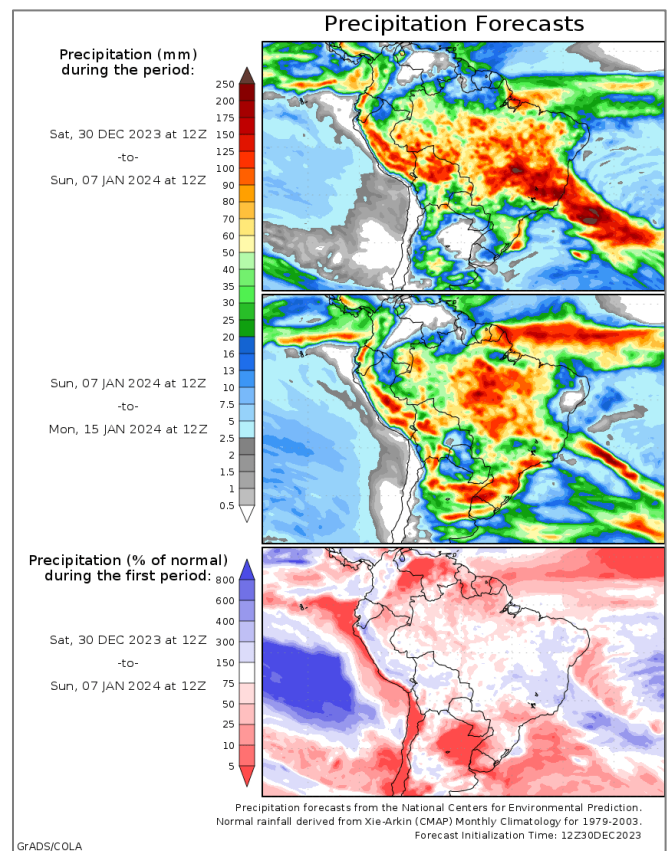 Precipitation Forecasts
Precipitation (mm)
during the period:
Sat, 30 DEC 2023 at 12Z
-to-
Sun, 07 JAN 2024 at 12Z
250
200
175
150
125
100
90
80
70
60
50
40
35
30
25
20
16
13
10
7.5
5
2.5
2
1.5
1
0.5
Sun, 07 JAN 2024 at 12Z
-to-
Mon, 15 JAN 2024 at 12Z
Precipitation (% of normal)
during the first period:
Sat, 30 DEC 2023 at 12Z
-to-
Sun, 07 JAN 2024 at 12Z
800
600
400
300
150
75
50
25
10
5
Precipitation forecasts from the National Centers for Environmental Prediction.
Normal rainfall derived from Xie-Arkin (CMAP) Monthly Climatology for 1979-2003.
Forecast Initialization Time: 12Z30DEC2023
GrADS/COLA